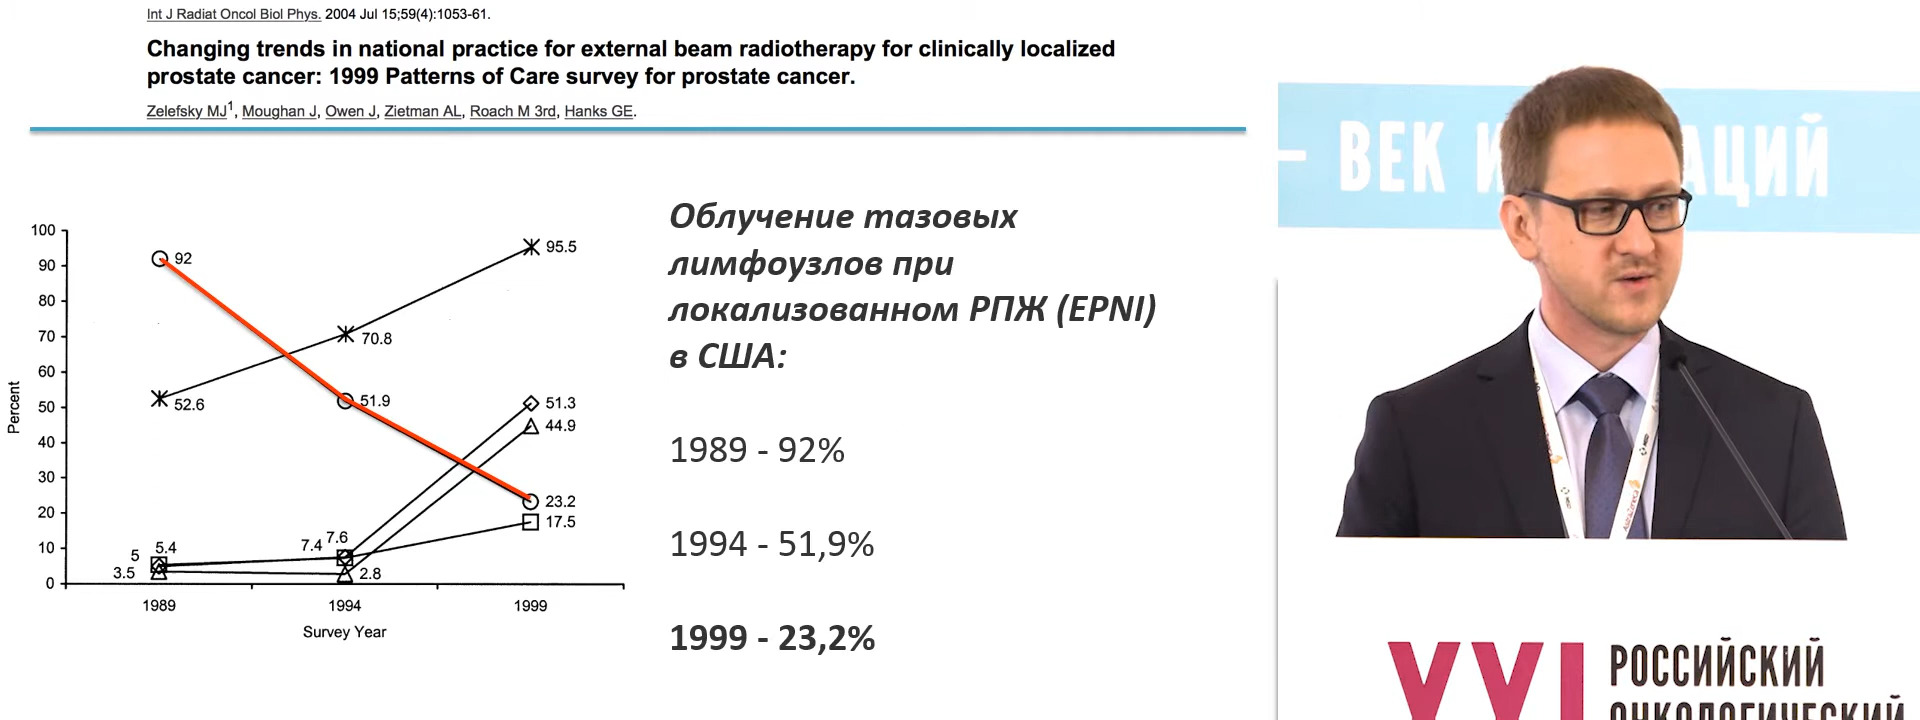 Int J Radiat Oncol Biol Phys. 2004 Jul 15;59(4):1053-61.
Changing trends in national practice for external beam radiotherapy for clinically localized
prostate cancer: 1999 Patterns of Care survey for prostate cancer.
Zelefsky MJ1, Moughan J, Owen J, Zietman AL, Roach M 3rd, Hanks GE.
Percent
100
90
80
70
60
50
40
30
20
10
0
92
52.6
5
5.4
3.5
70.8
51.9
7.4
7.6
2.8
95.5
51.3
44.9
23.2
17.5
1989
1994
1999
Survey Year
Облучение тазовых
лимфоузлов при
локализованном РПЖ (EPNI)
в США:
1989 - 92%
1994 - 51,9%
1999 - 23,2%
– ВЕК И АЦИЙ
AstraZeneca
XXI
РОССИЙСКИЙ
ОНКОЛОГИЧЕСКИЙ